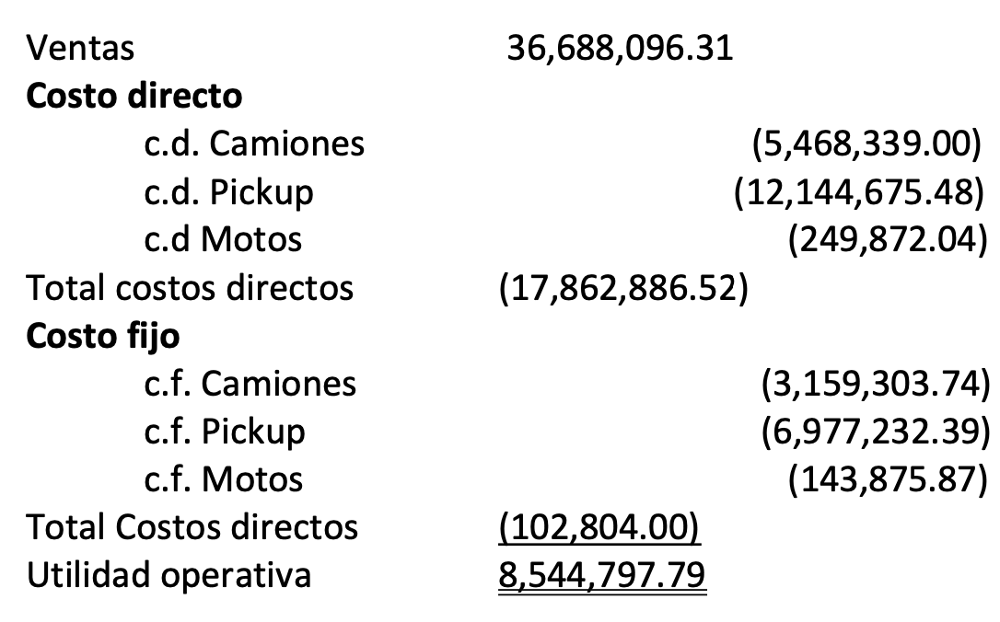 Ventas 36,688,096.31
Costo directo
c.d. Camiones (5,468,339.00)
c.d. Pickup (12,144,675.48)
c.d Motos (249,872.04)
Total costos directos (17,862,886.52)
Costo fijo
c.f. Camiones (3,159,303.74)
c.f. Pickup (6,977,232.39)
c.f. Motos (143,875.87)
Total Costos directos (102,804.00)
Utilidad operativa 8,544,797.79